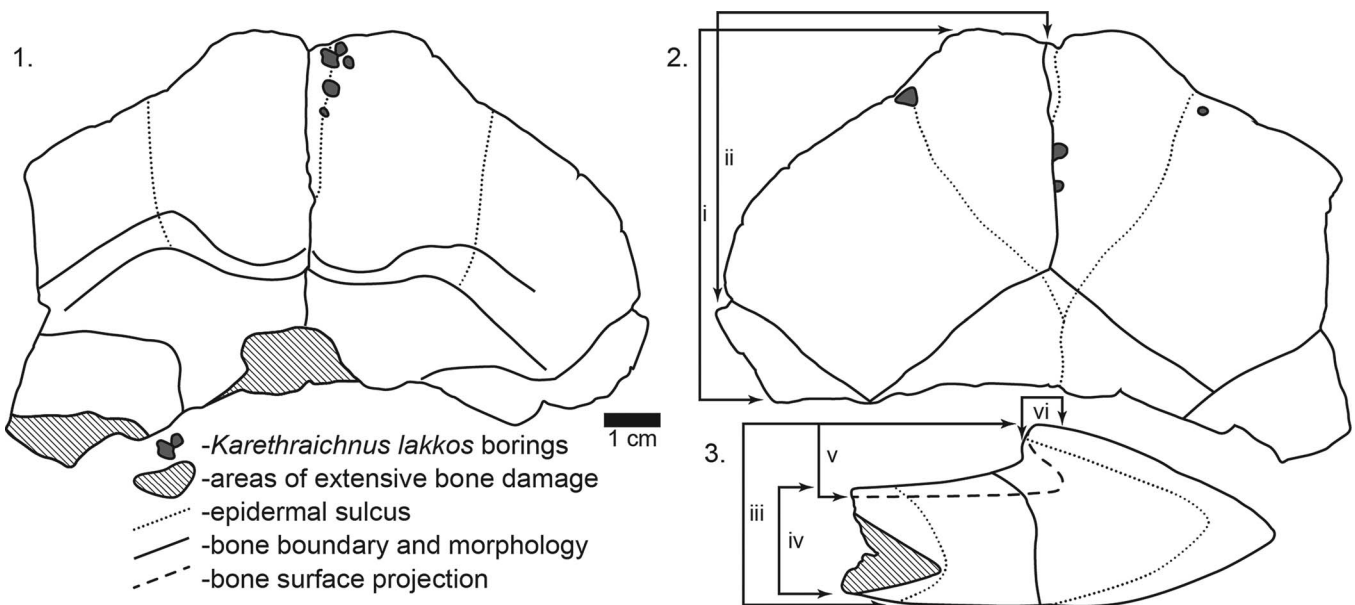 1.
2.
ii
i
1 cm
-Karethraichnus lakkos borings
-areas of extensive bone damage
-epidermal sulcus
-bone boundary and morphology
-bone surface projection
3.
vi
v
iii
iv